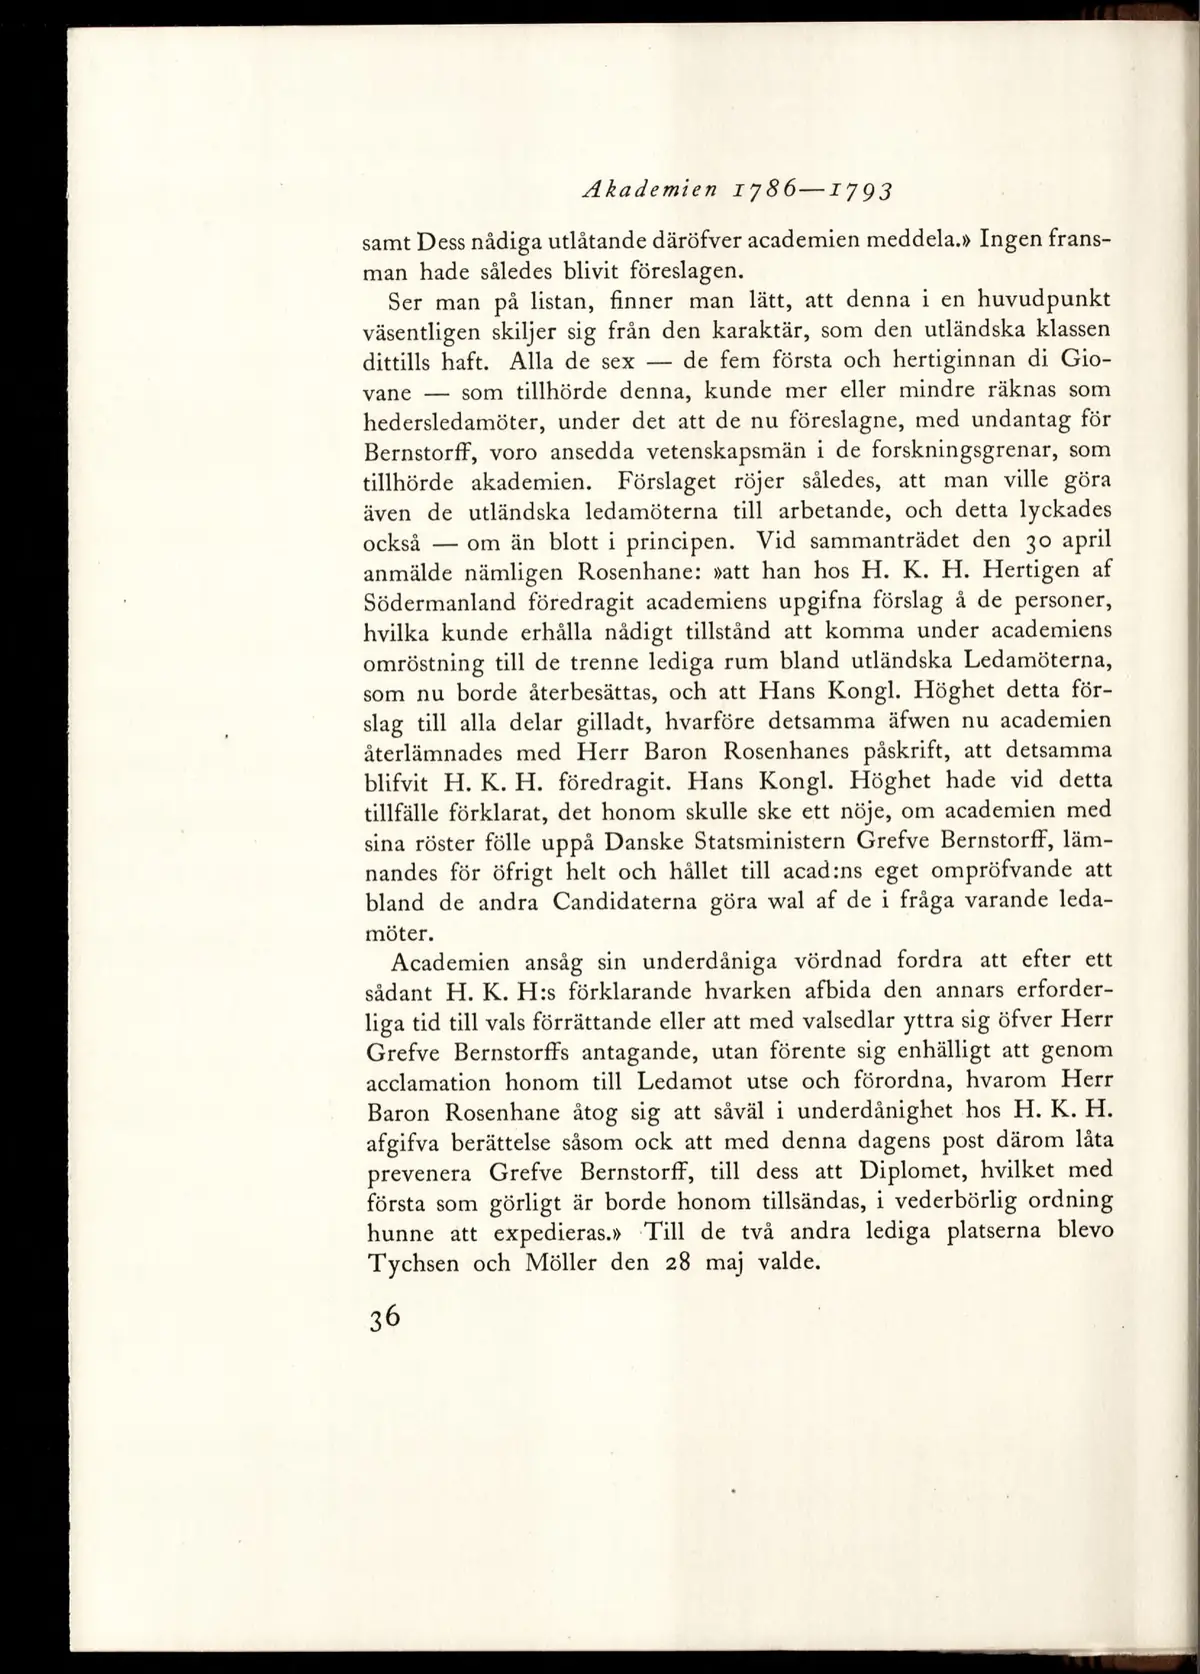 Akademien 1786—1793
samt Dess nådiga utlåtande däröfver academien meddela.» Ingen frans-
man hade således blivit föreslagen.
Ser man på listan, finner man lätt, att denna i en huvudpunkt
väsentligen skiljer sig från den karaktär, som den utländska klassen
dittills haft. Alla de sex — de fem första och hertiginnan di Gio-
vane — som tillhörde denna, kunde mer eller mindre räknas som
hedersledamöter, under det att de nu föreslagne, med undantag för
Bernstorff, voro ansedda vetenskapsmän i de forskningsgrenar, som
tillhörde akademien. Förslaget röjer således, att man ville göra
även de utländska ledamöterna till arbetande, och detta lyckades
också — om än blott i principen. Vid sammanträdet den 30 april
anmälde nämligen Rosenhane: »att han hos H. K. H. Hertigen af
Södermanland föredragit academiens upgifna förslag å de personer,
hvilka kunde erhålla nådigt tillstånd att komma under academiens
omröstning till de trenne lediga rum bland utländska Ledamöterna,
som nu borde återbesättas, och att Hans Kongl. Höghet detta för-
slag till alla delar gilladt, hvarföre detsamma äfwen nu academien
återlämnades med Herr Baron Rosenhanes påskrift, att detsamma
blifvit H. K. H. föredragit. Hans Kongl. Höghet hade vid detta
tillfälle förklarat, det honom skulle ske ett nöje, om academien med
sina röster fölle uppå Danske Statsministern Grefve Bernstorff, läm-
nandes för öfrigt helt och hållet till acad:ns eget ompröfvande att
bland de andra Candidaterna göra wal af de i fråga varande leda-
möter.
Academien ansåg sin underdåniga vördnad fordra att efter ett
sådant H. K. H:s förklarande hvarken afbida den annars erforder-
liga tid till vals förrättande eller att med valsedlar yttra sig öfver Herr
Grefve Bernstorffs antagande, utan förente sig enhälligt att genom
acclamation honom till Ledamot utse och förordna, hvarom Herr
Baron Rosenhane åtog sig att såväl i underdånighet hos H. K. H.
afgifva berättelse såsom ock att med denna dagens post därom låta
prevenera Grefve Bernstorff, till dess att Diplomet, hvilket med
första som görligt är borde honom tillsändas, i vederbörlig ordning
hunne att expedieras.» Till de två andra lediga platserna blevo
Tychsen och Möller den 28 maj valde.
36